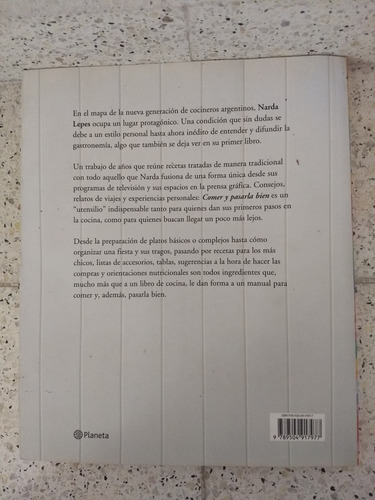 En el mapa de la nueva generación de cocineros argentinos, Narda
Lepes ocupa un lugar protagónico. Una condición que sin dudas se
debe a un estilo personal hasta ahora inédito de entender y difundir la
gastronomía, algo que también se deja ver en su primer libro.
Un trabajo de años que reúne recetas tratadas de manera tradicional
con todo aquello que Narda fusiona de una forma única desde sus
programas de televisión y sus espacios en la prensa gráfica. Consejos,
relatos de viajes y experiencias personales: Comer y pasarla bien es un
"utensilio" indispensable tanto para quienes dan sus primeros pasos en
la cocina, como para quienes buscan llegar un poco más lejos.
Desde la preparación de platos básicos o complejos hasta cómo
organizar una fiesta y sus tragos, pasando por recetas para los más
chicos, listas de accesorios, tablas, sugerencias a la hora de hacer las
compras y orientaciones nutricionales son todos ingredientes que,
mucho más que a un libro de cocina, le dan forma a un manual para
comer y, además, pasarla bien.
Planeta
9 789504 917977